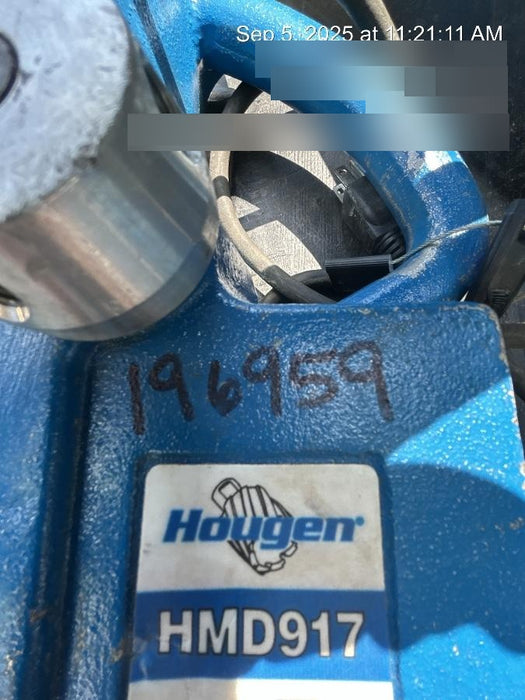 Sep 5, 2025 at 11:21:11 AM
196959
Hougen®
HMD917